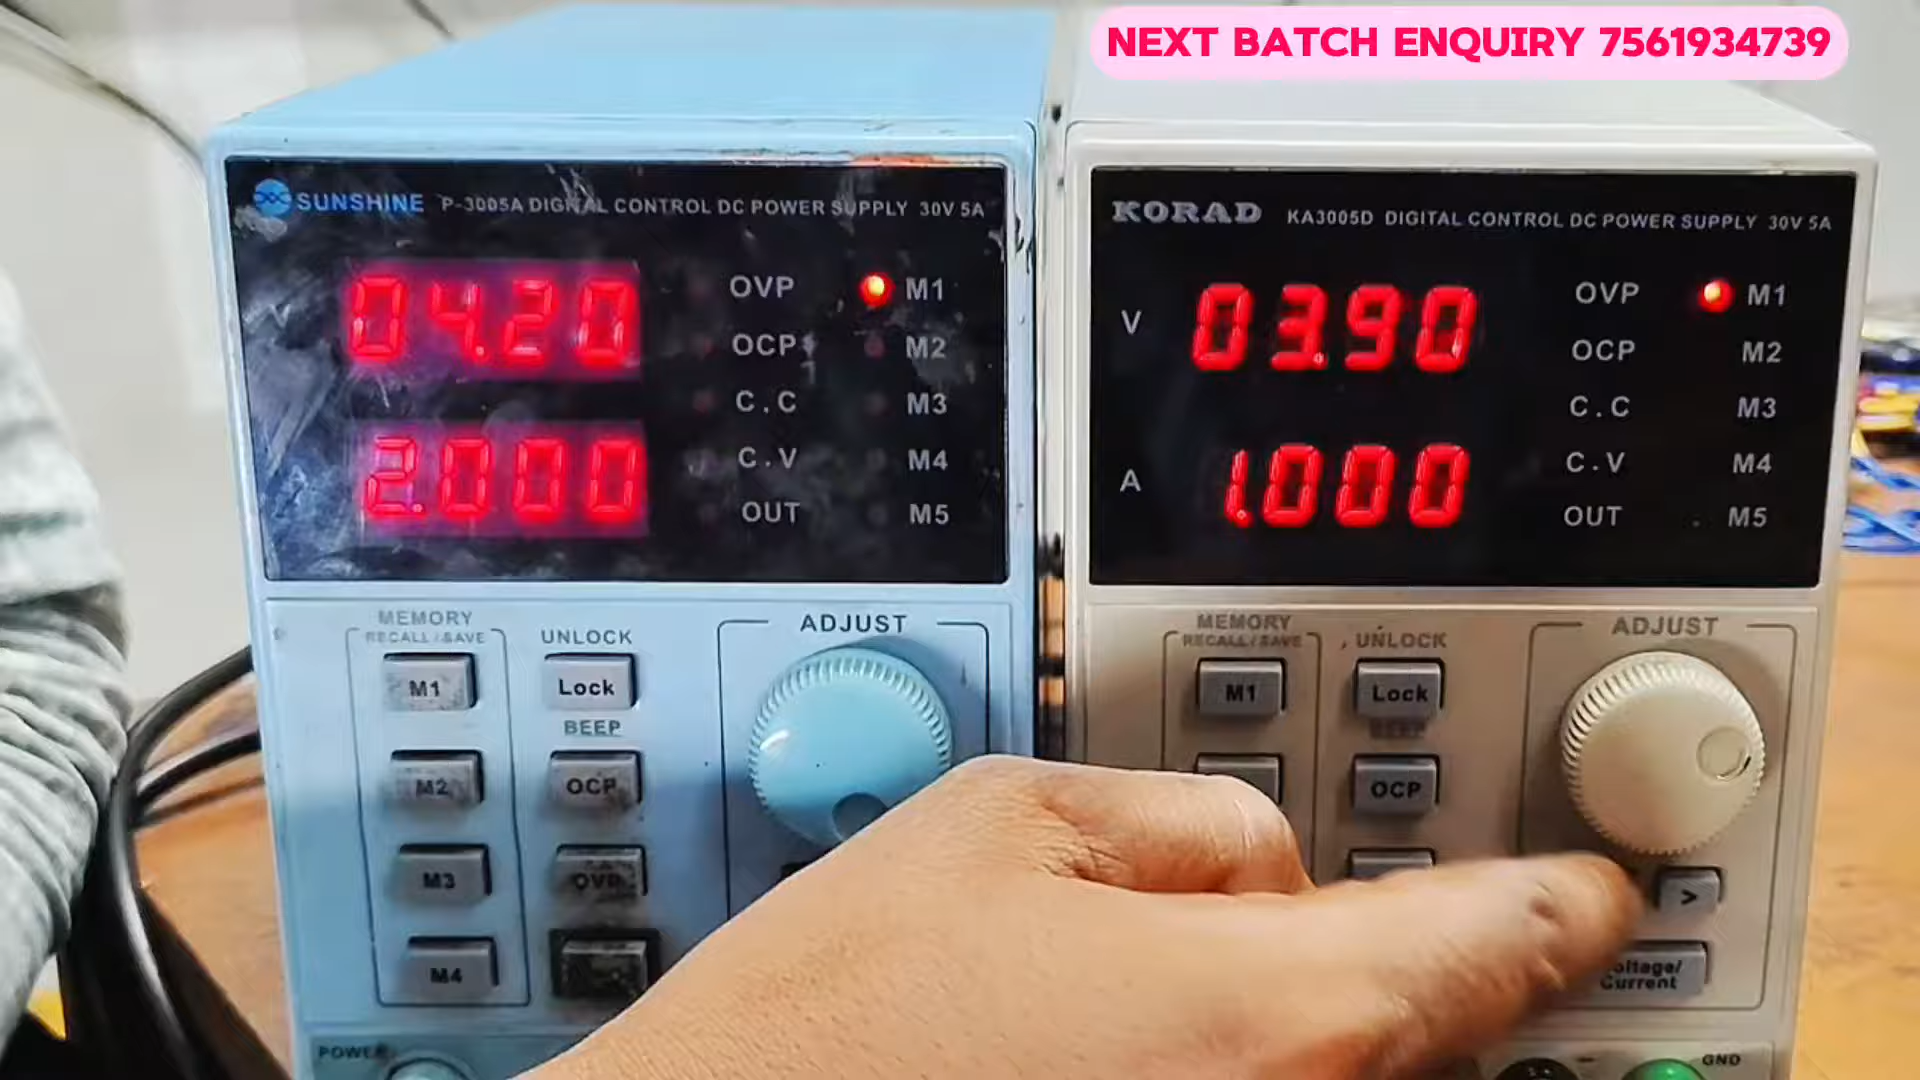 NEXT BATCH ENQUIRY 7561934739
SUNSHINE P-3005A DIGITAL CONTROL DC POWER SUPPLY 30V 5A
04.20
2.000
OVP M1
OCP M2
C.C M3
C.V M4
OUT M5
MEMORY
RECALL/SAVE
UNLOCK
ADJUST
M1
Lock
BEEP
M2
OCP
M3
OVP
M4
POWER
KORAD KA3005D DIGITAL CONTROL DC POWER SUPPLY 30V 5A
V 03.90
A 1.000
OVP M1
OCP M2
C.C M3
C.V M4
OUT M5
MEMORY
RECALL/SAVE
UNLOCK
ADJUST
M1
Lock
BEEP
OCP
>
Current
GND